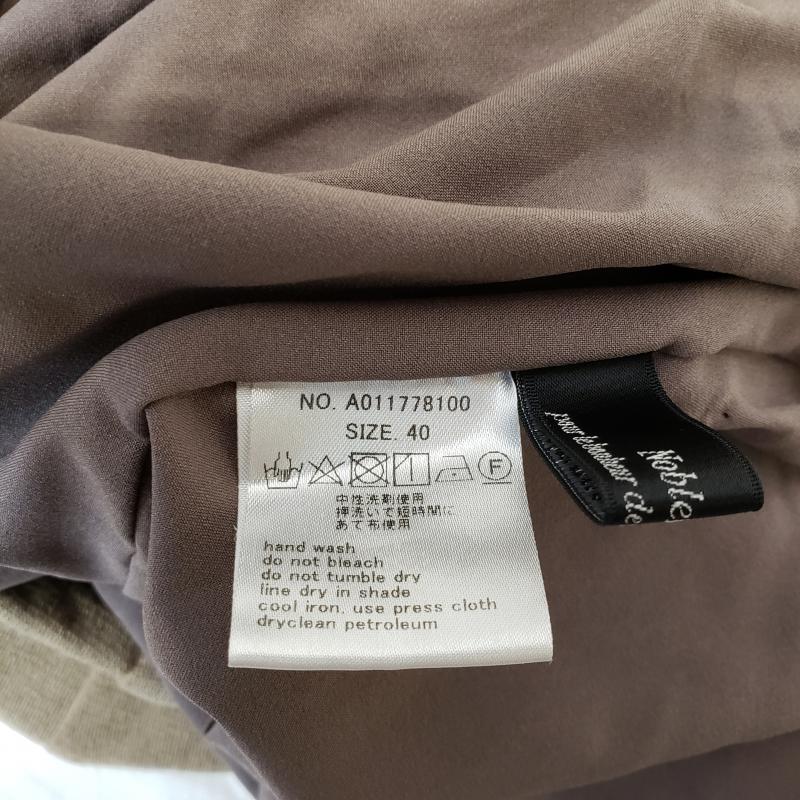 NO. A011778100
SIZE. 40
F
中性洗剤使用
押洗いで短時間に
あて布使用
hand wash
do not bleach
do not tumble dry
line dry in shade
cool iron, use press cloth
dryclean petroleum
Noble
de